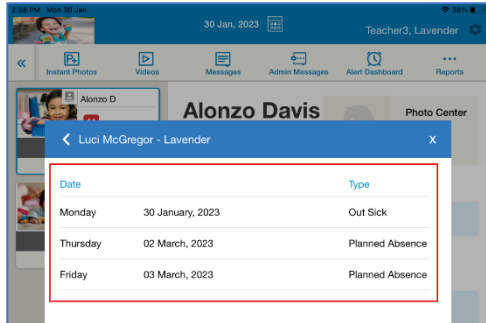 2:58 PM Mon 30 Jan
38%
30 Jan, 2023
Teacher3, Lavender
Instant Photos
Videos
Messages
Admin Messages
Alert Dashboard
Reports
Alonzo D
Alonzo Davis
Photo Center
Luci McGregor - Lavender
X
Date Type
Monday 30 January, 2023 Out Sick
Thursday 02 March, 2023 Planned Absence
Friday 03 March, 2023 Planned Absence